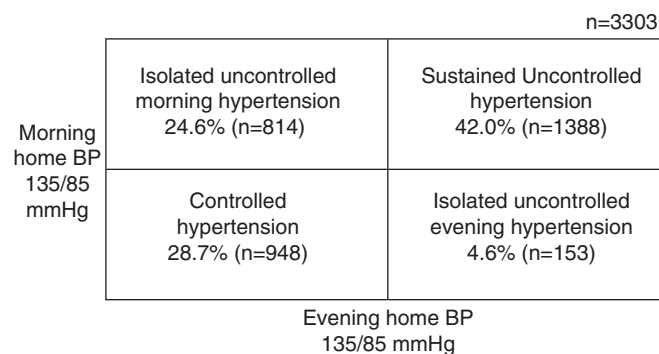 n=3303
Isolated uncontrolled
morning hypertension
24.6% (n=814)
Sustained Uncontrolled
hypertension
42.0% (n=1388)
Morning
home BP
135/85
mmHg
Controlled
hypertension
28.7% (n=948)
Isolated uncontrolled
evening hypertension
4.6% (n=153)
Evening home BP
135/85 mmHg